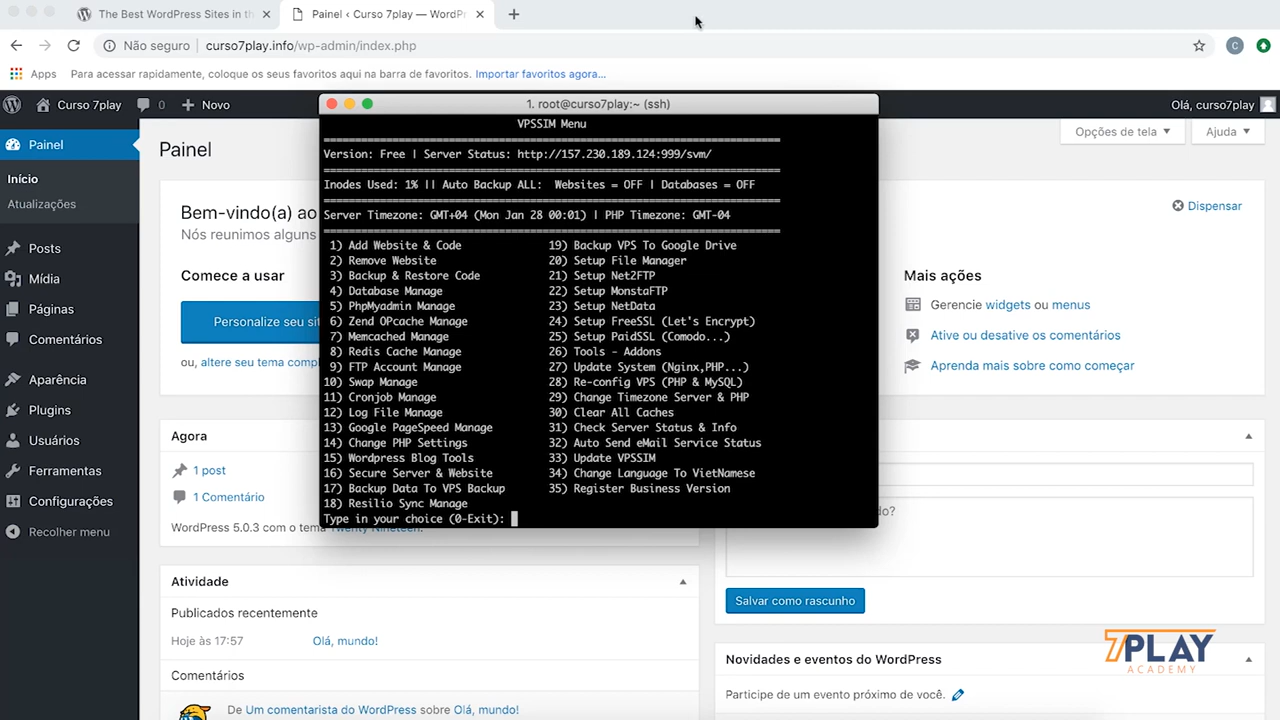 The Best WordPress Sites in th
Painel ‹ Curso 7play — WordPr
Não seguro
curso7play.info/wp-admin/index.php
Apps
Para acessar rapidamente, coloque os seus favoritos aqui na barra de favoritos. Importar favoritos agora...
Curso 7play
0
Novo
Olá, curso7play
Opções de tela
Ajuda
Painel
Início
Atualizações
Posts
Mídia
Páginas
Comentários
Aparência
Plugins
Usuários
Ferramentas
Configurações
Recolher menu
Painel
Bem-vindo(a) ao
Nós reunimos alguns
Dispensar
Comece a usar
Personalize seu sit
ou, altere seu tema compl
Mais ações
Gerencie widgets ou menus
Ative ou desative os comentários
Aprenda mais sobre como começar
1. root@curso7play:~ (ssh)
VPSSIM Menu
Version: Free | Server Status: http://157.230.189.124:999/svm/
Inodes Used: 1% || Auto Backup ALL: Websites = OFF | Databases = OFF
Server Timezone: GMT+04 (Mon Jan 28 00:01) | PHP Timezone: GMT-04
1) Add Website & Code
2) Remove Website
3) Backup & Restore Code
4) Database Manage
5) PhpMyadmin Manage
6) Zend OPcache Manage
7) Memcached Manage
8) Redis Cache Manage
9) FTP Account Manage
10) Swap Manage
11) Cronjob Manage
12) Log File Manage
13) Google PageSpeed Manage
14) Change PHP Settings
15) Wordpress Blog Tools
16) Secure Server & Website
17) Backup Data To VPS Backup
18) Resilio Sync Manage
19) Backup VPS To Google Drive
20) Setup File Manager
21) Setup Net2FTP
22) Setup MonstaFTP
23) Setup NetData
24) Setup FreeSSL (Let's Encrypt)
25) Setup PaidSSL (Comodo...)
26) Tools - Addons
27) Update System (Nginx,PHP...)
28) Re-config VPS (PHP & MySQL)
29) Change Timezone Server & PHP
30) Clear All Caches
31) Check Server Status & Info
32) Auto Send eMail Service Status
33) Update VPSSIM
34) Change Language To VietNamese
35) Register Business Version
Type in your choice (0-Exit):
Agora
1 post
1 Comentário
WordPress 5.0.3 com o tema Twenty Nineteen.
Atividade
Publicados recentemente
Hoje às 17:57
Olá, mundo!
Comentários
De Um comentarista do WordPress sobre Olá, mundo!
do?
Salvar como rascunho
Novidades e eventos do WordPress
Participe de um evento próximo de você.
7PLAY
ACADEMY